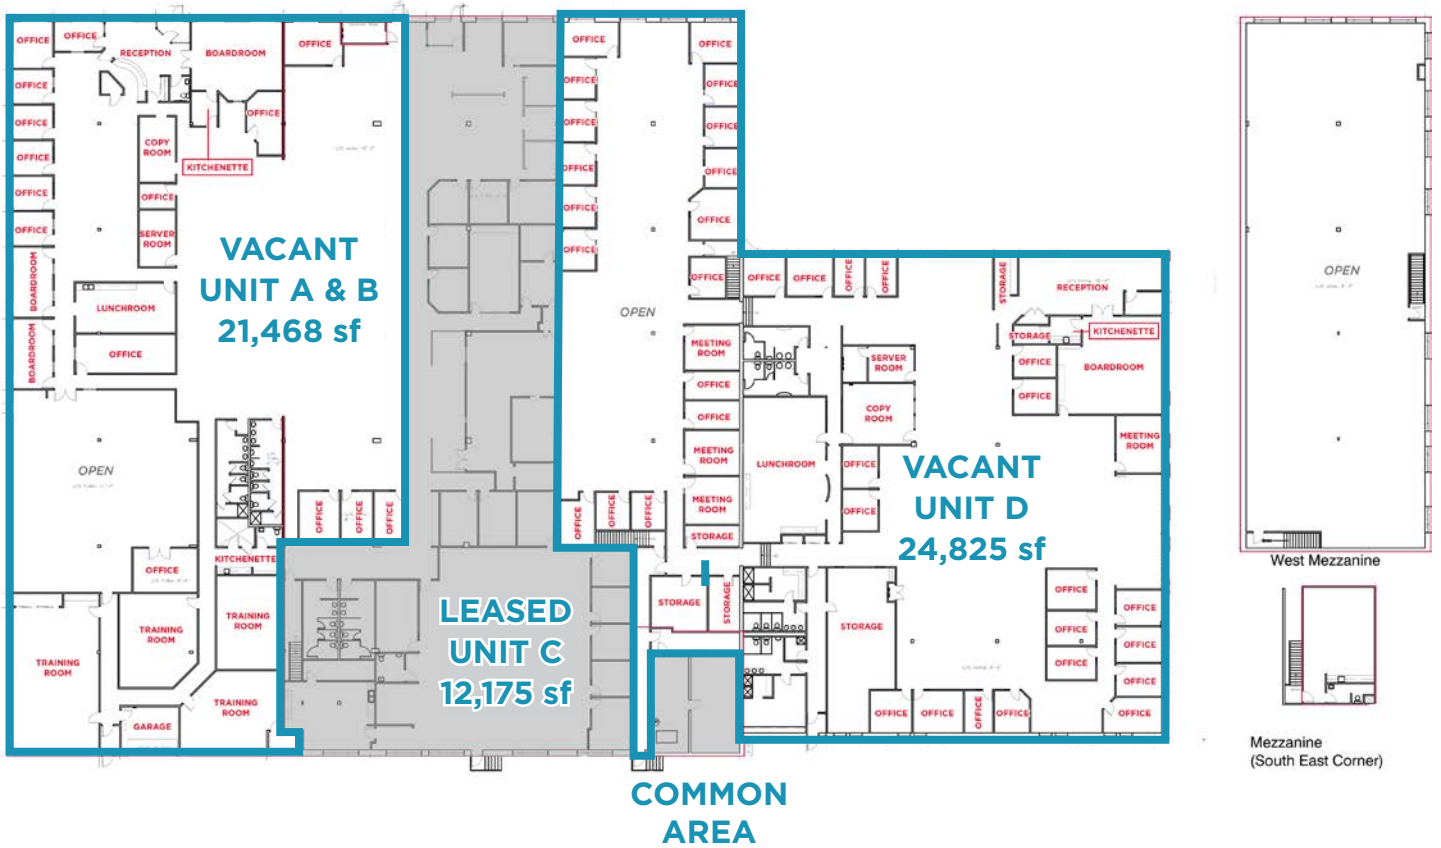 OFFICE
OFFICE
RECEPTION
BOARDROOM
OFFICE
OFFICE
OFFICE
OFFICE
OFFICE
OFFICE
OFFICE
OFFICE
COPY
ROOM
KITCHENETTE
OFFICE
SERVER
ROOM
BOARDROOM
BOARDROOM
LUNCHROOM
OFFICE
VACANT
UNIT A & B
21,468 sf
OPEN
OFFICE
OFFICE
OFFICE
KITCHENETTE
OFFICE
TRAINING
ROOM
TRAINING
ROOM
TRAINING
ROOM
TRAINING
ROOM
GARAGE
LEASED
UNIT C
12,175 sf
OFFICE
OFFICE
OFFICE
OFFICE
OFFICE
OFFICE
OFFICE
OFFICE
OFFICE
OFFICE
OFFICE
OFFICE
OFFICE
OPEN
MEETING
ROOM
OFFICE
OFFICE
MEETING
ROOM
MEETING
ROOM
STORAGE
OFFICE
OFFICE
OFFICE
STORAGE
STORAGE
OFFICE
OFFICE
OFFICE
OFFICE
STORAGE
RECEPTION
STORAGE
KITCHENETTE
SERVER
ROOM
OFFICE
BOARDROOM
OFFICE
COPY
ROOM
MEETING
ROOM
LUNCHROOM
OFFICE
OFFICE
VACANT
UNIT D
24,825 sf
STORAGE
OFFICE
OFFICE
OFFICE
OFFICE
OFFICE
OFFICE
OFFICE
OFFICE
OFFICE
OFFICE
OFFICE
COMMON
AREA
OPEN
West Mezzanine
Mezzanine
(South East Corner)